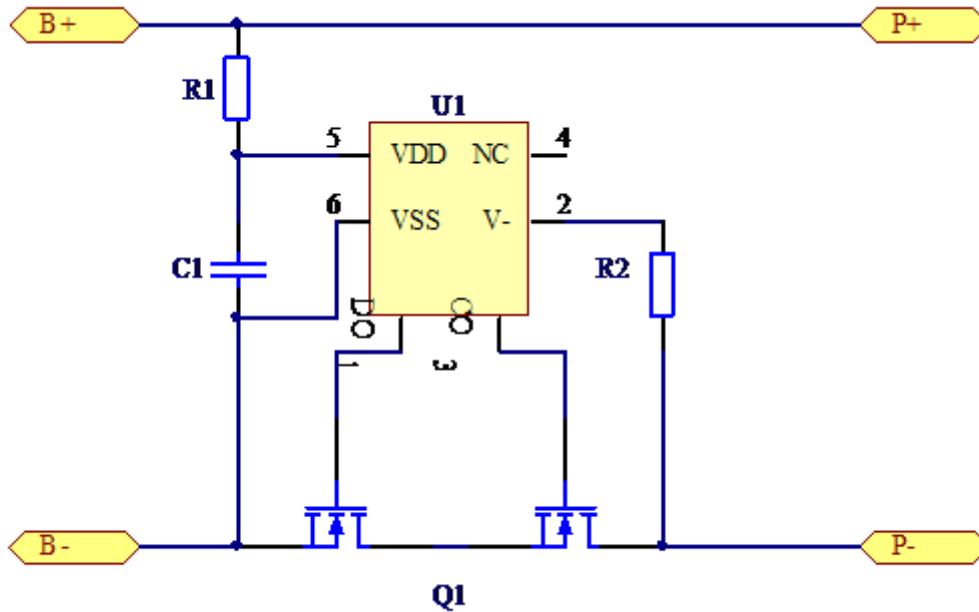 B+
P+
R1
U1
5
VDD
NC
4
6
VSS
V-
2
C1
R2
DO
CO
1
3
B-
P-
Q1